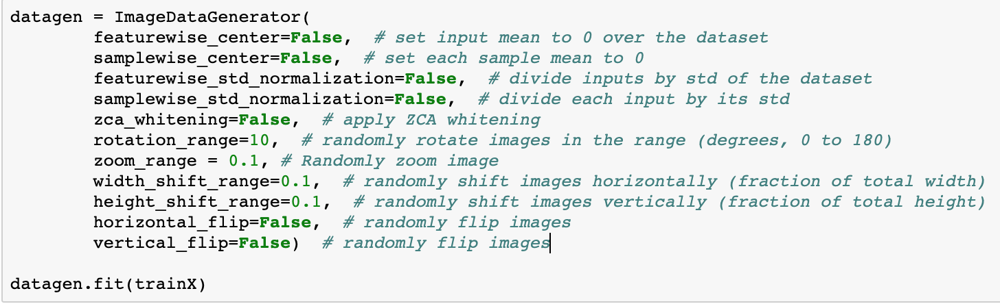 datagen = ImageDataGenerator(
        featurewise_center=False,  # set input mean to 0 over the dataset
        samplewise_center=False,  # set each sample mean to 0
        featurewise_std_normalization=False,  # divide inputs by std of the dataset
        samplewise_std_normalization=False,  # divide each input by its std
        zca_whitening=False,  # apply ZCA whitening
        rotation_range=10,  # randomly rotate images in the range (degrees, 0 to 180)
        zoom_range = 0.1, # Randomly zoom image
        width_shift_range=0.1,  # randomly shift images horizontally (fraction of total width)
        height_shift_range=0.1,  # randomly shift images vertically (fraction of total height)
        horizontal_flip=False,  # randomly flip images
        vertical_flip=False)  # randomly flip images
datagen.fit(trainX)